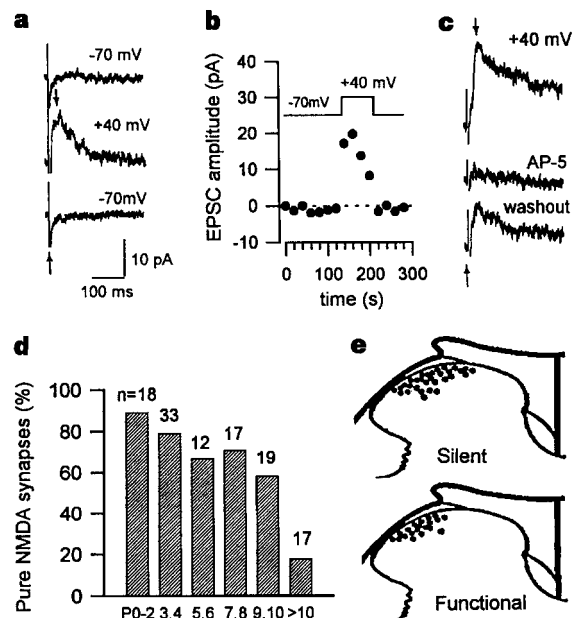 a
-70 mV
+40 mV
-70mV
10 pA
100 ms
b
EPSC amplitude (pA)
40
30
20
10
0
-10
-70mV
+40 mV
0 100 200 300
time (s)
c
+40 mV
AP-5
washout
d
Pure NMDA synapses (%)
100
80
60
40
20
0
n=18
33
12
17
19
17
P0-2 3,4 5,6 7,8 9,10 >10
e
Silent
Functional